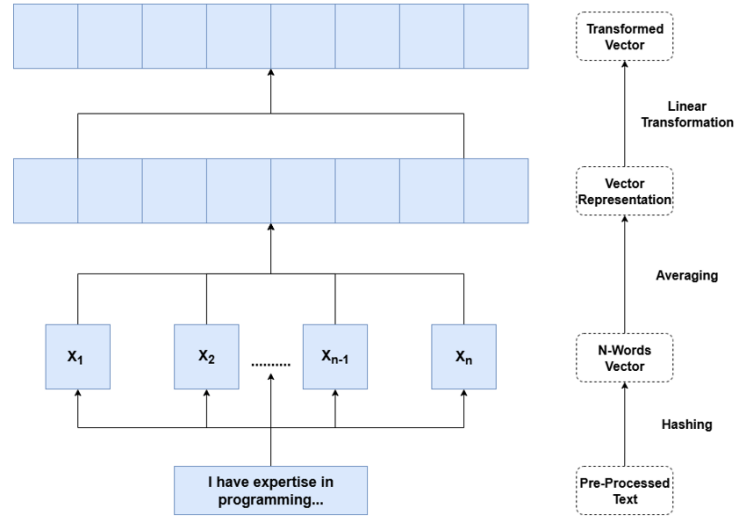 Transformed
Vector
Linear
Transformation
Vector
Representation
Averaging
X1
X2
..........
Xn-1
Xn
N-Words
Vector
Hashing
I have expertise in
programming...
Pre-Processed
Text